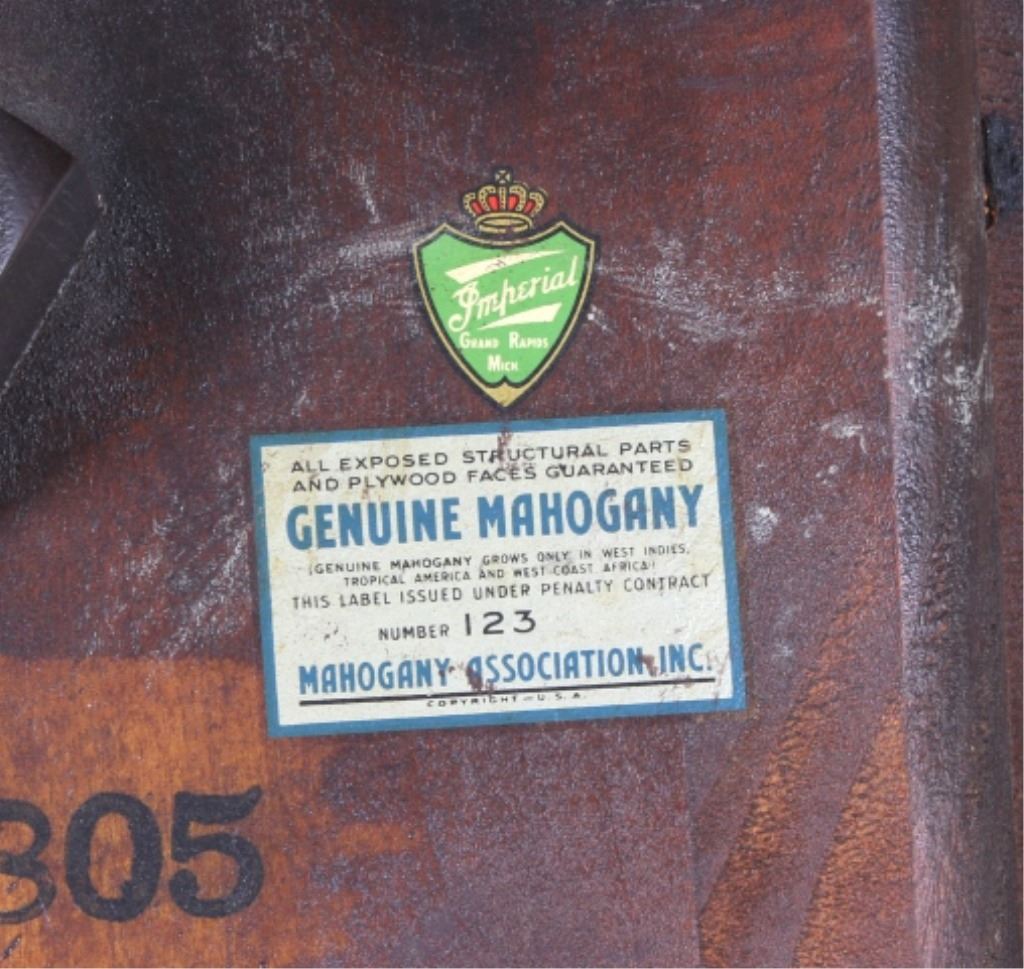 Imperial
GRAND RAPIDS
MICH
ALL EXPOSED STRUCTURAL PARTS
AND PLYWOOD FACES GUARANTEED
GENUINE MAHOGANY
(GENUINE MAHOGANY GROWS ONLY IN WEST INDIES,
TROPICAL AMERICA AND WEST COAST AFRICA)
THIS LABEL ISSUED UNDER PENALTY CONTRACT
NUMBER 123
MAHOGANY ASSOCIATION, INC.
COPYRIGHT — U.S.A.
305